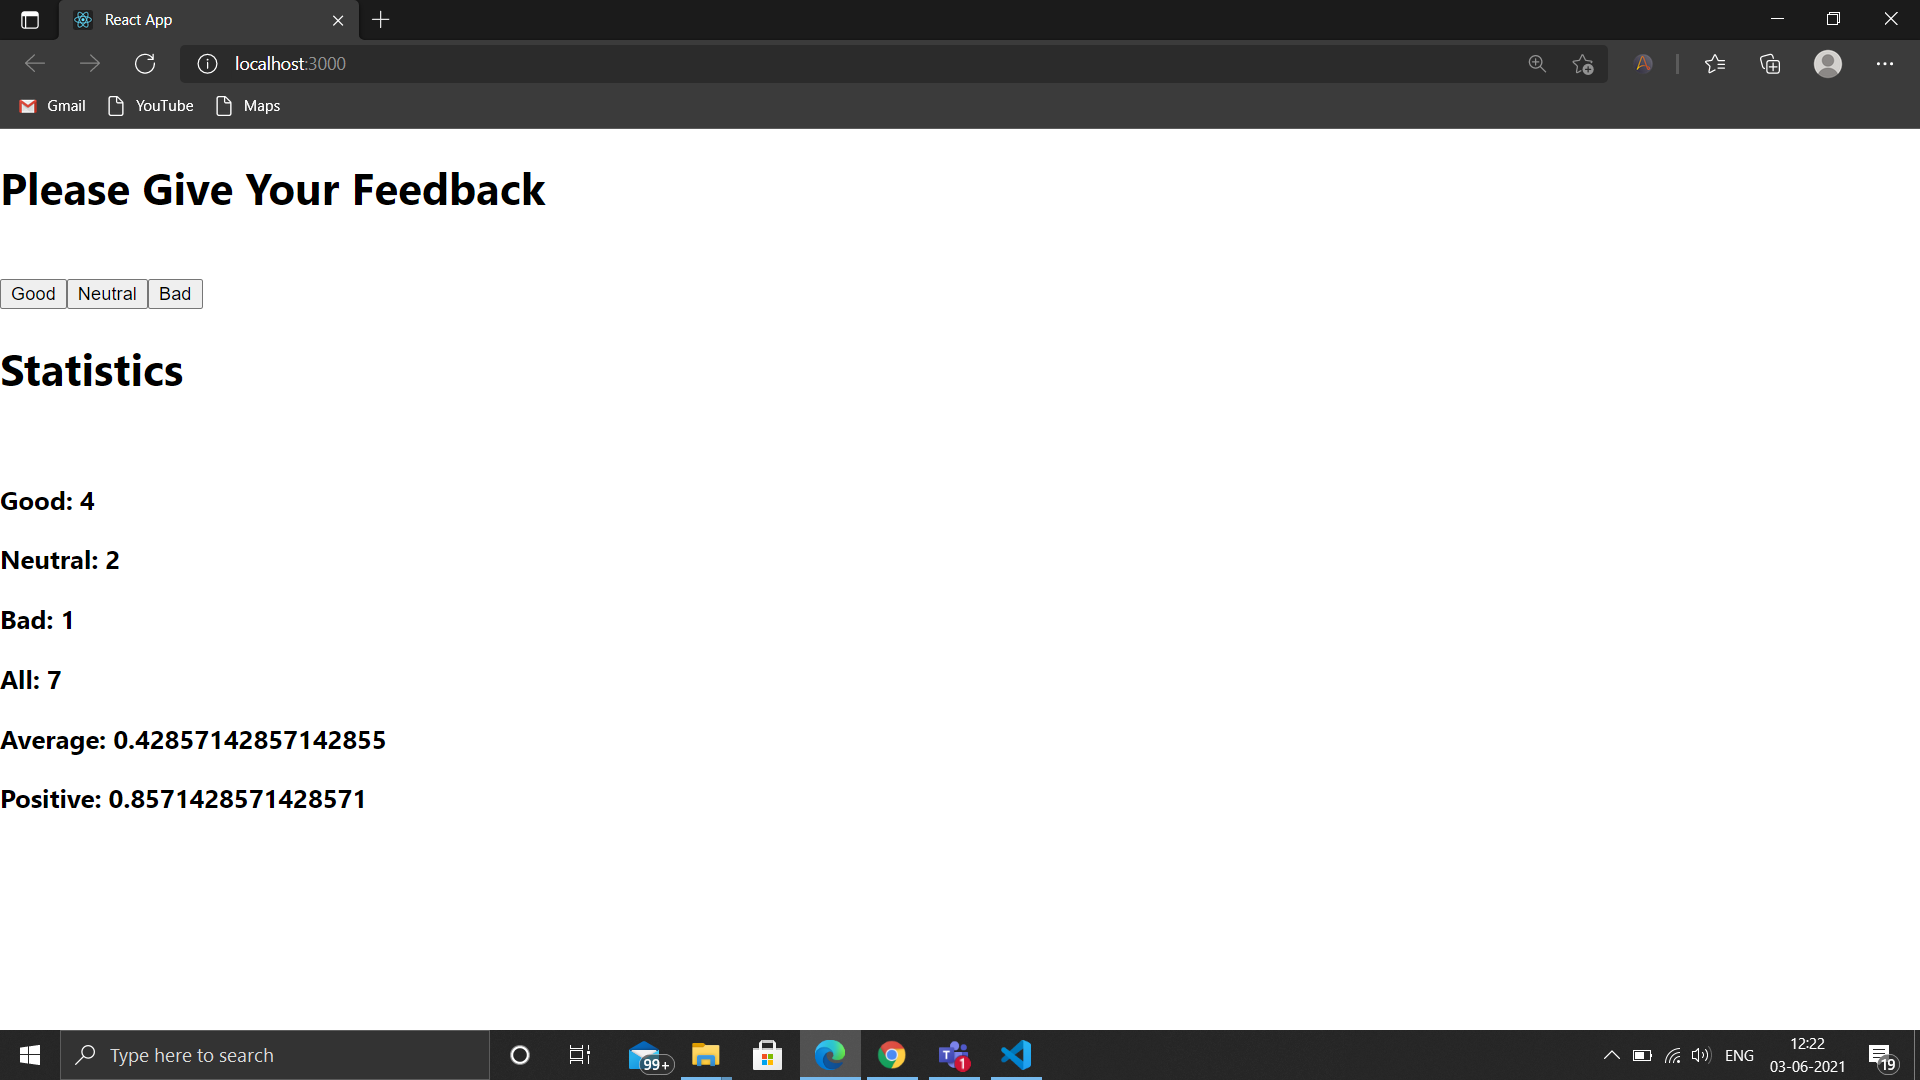 React App
localhost:3000
Gmail YouTube Maps
Please Give Your Feedback
Good Neutral Bad
Statistics
Good: 4
Neutral: 2
Bad: 1
All: 7
Average: 0.42857142857142855
Positive: 0.8571428571428571
Type here to search
99+
T 1
ENG
12:22
03-06-2021
19